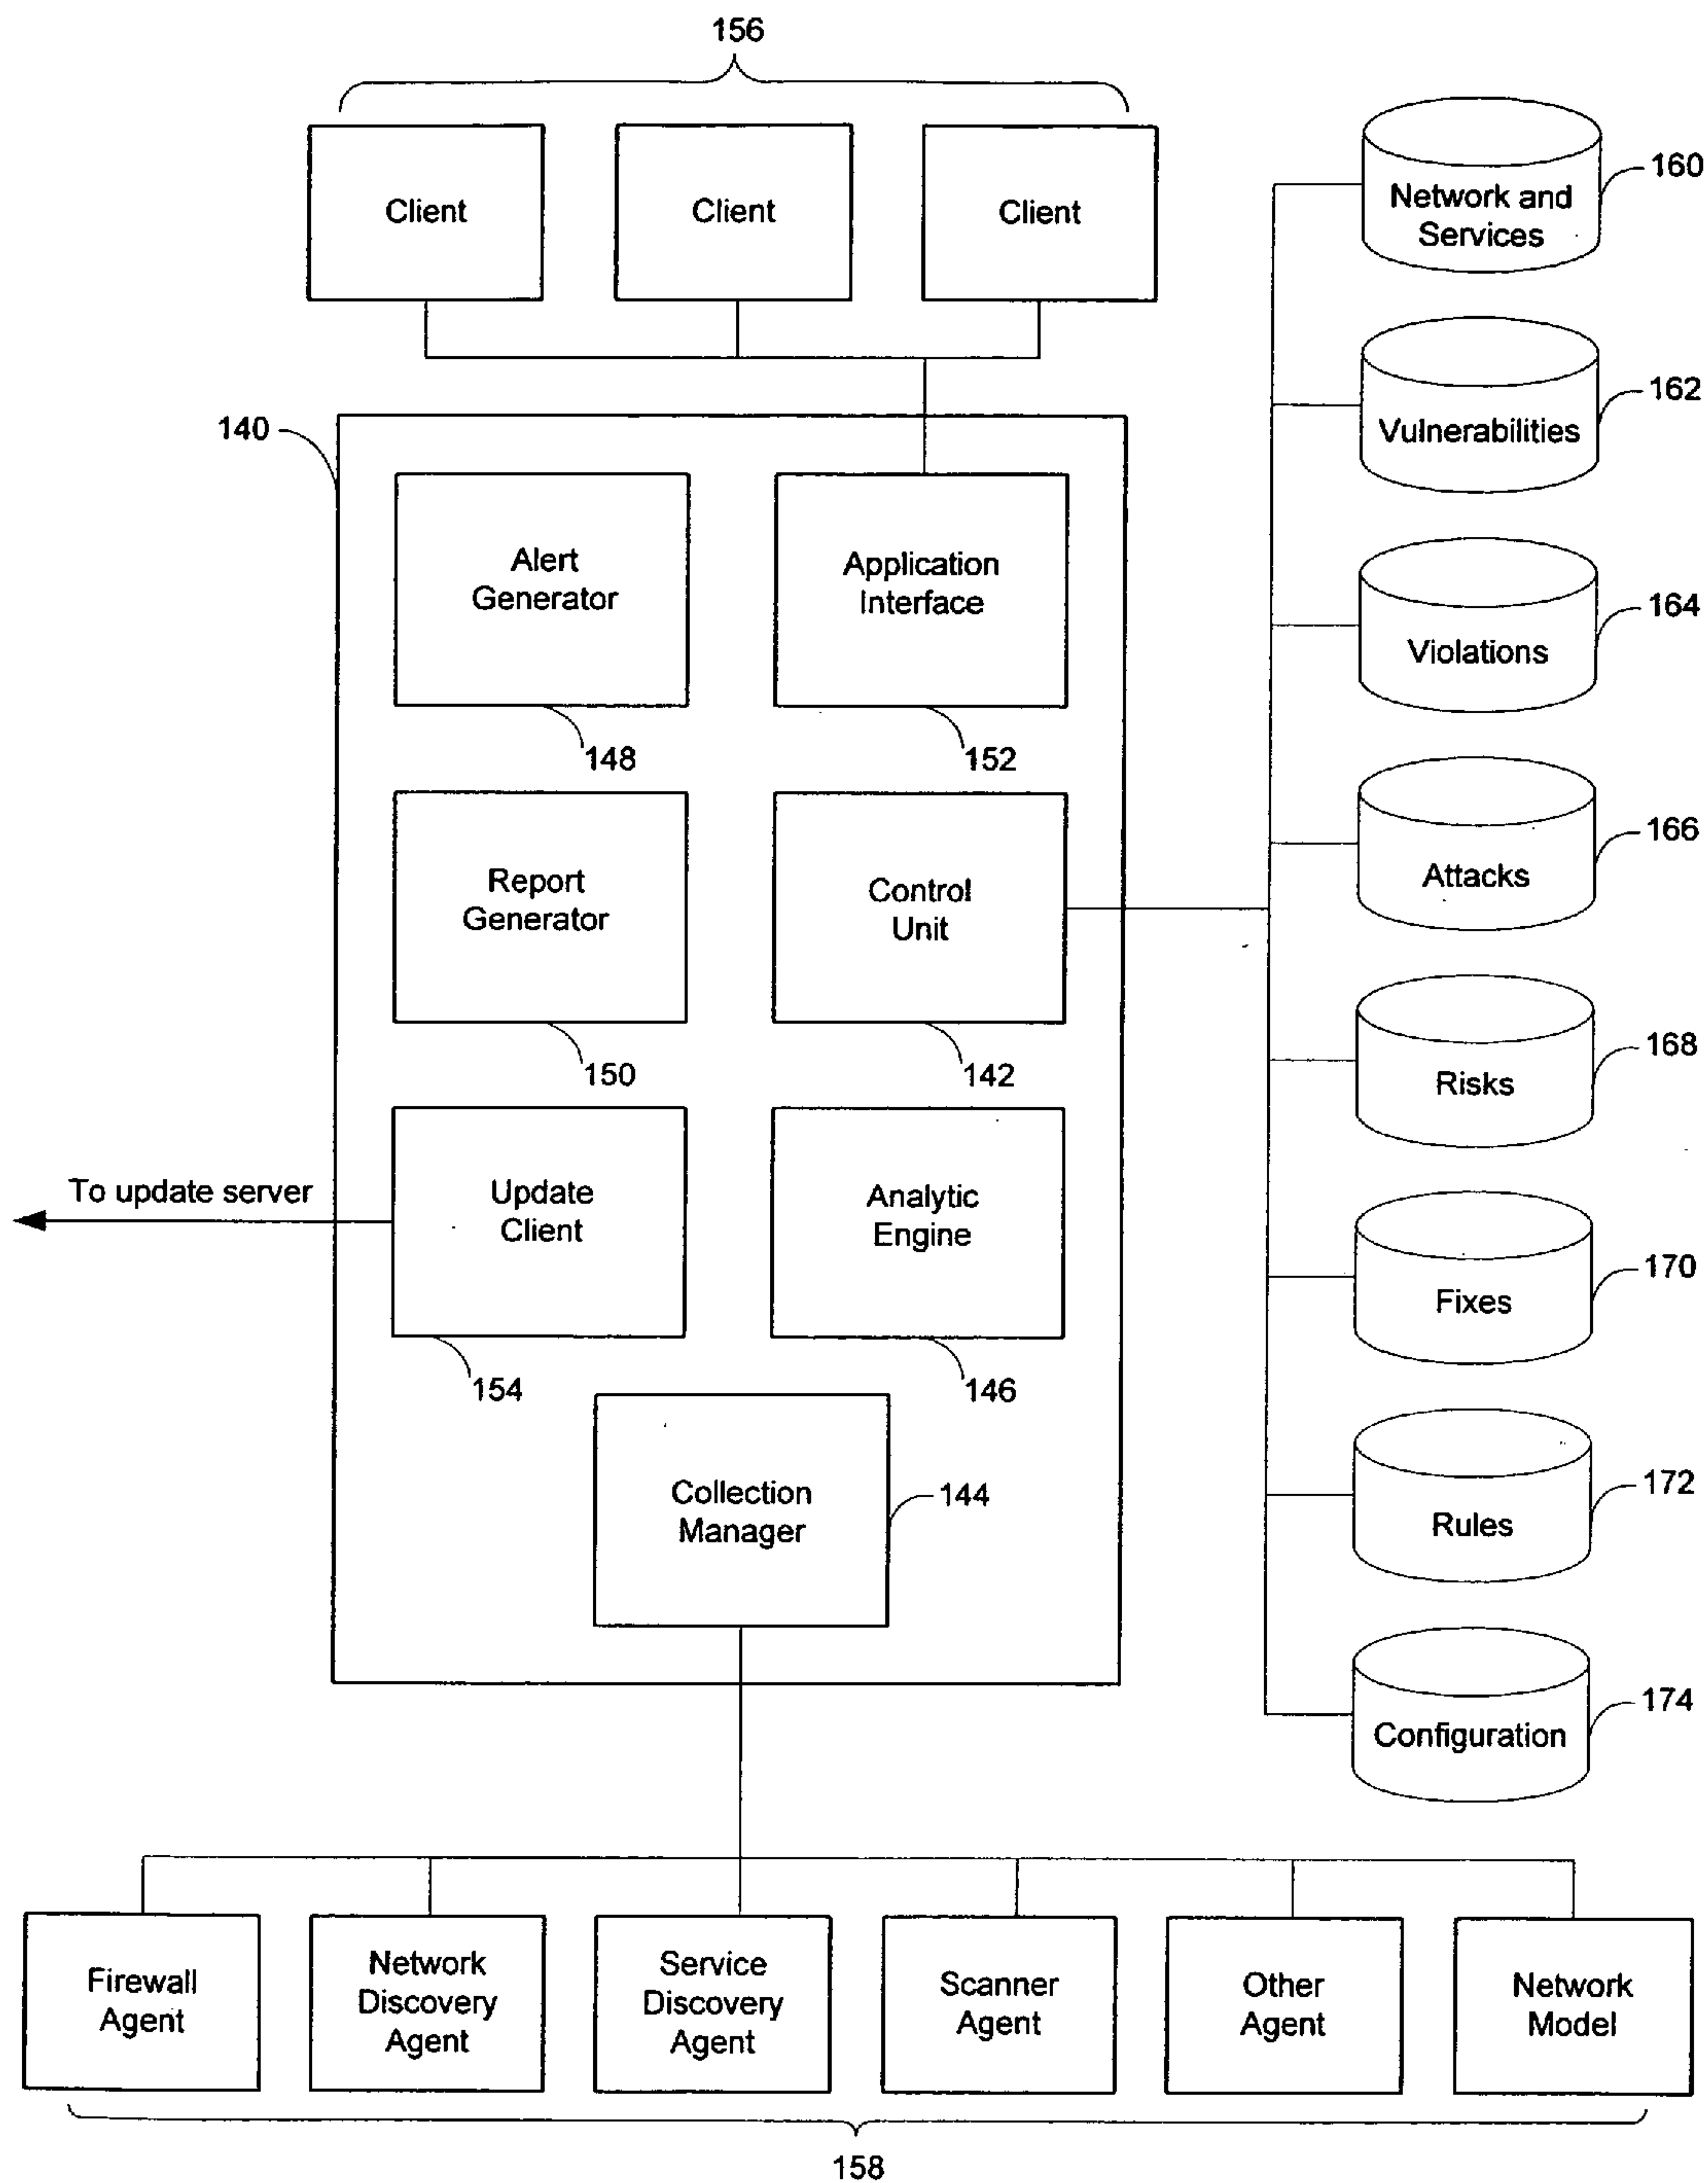 156
Client
Client
Client
140
Alert
Generator
148
Application
Interface
152
Report
Generator
150
Control
Unit
142
To update server
Update
Client
154
Analytic
Engine
146
Collection
Manager
144
Network and
Services
160
Vulnerabilities
162
Violations
164
Attacks
166
Risks
168
Fixes
170
Rules
172
Configuration
174
Firewall
Agent
Network
Discovery
Agent
Service
Discovery
Agent
Scanner
Agent
Other
Agent
Network
Model
158